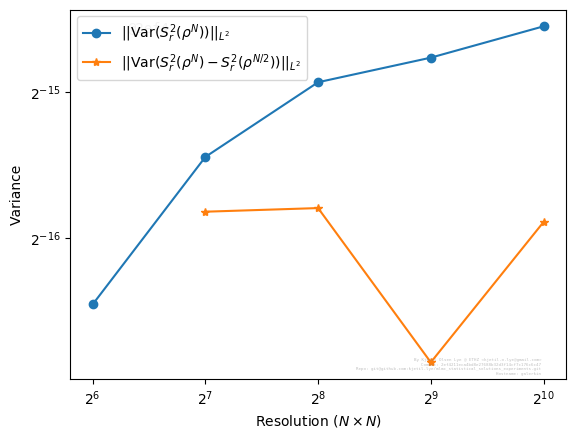 ||Var(S_r^2(ρ^N))||_{L^2}
||Var(S_r^2(ρ^N) − S_r^2(ρ^{N/2}))||_{L^2}
2^{-15}
2^{-16}
Variance
2^6 2^7 2^8 2^9 2^10
Resolution (N × N)